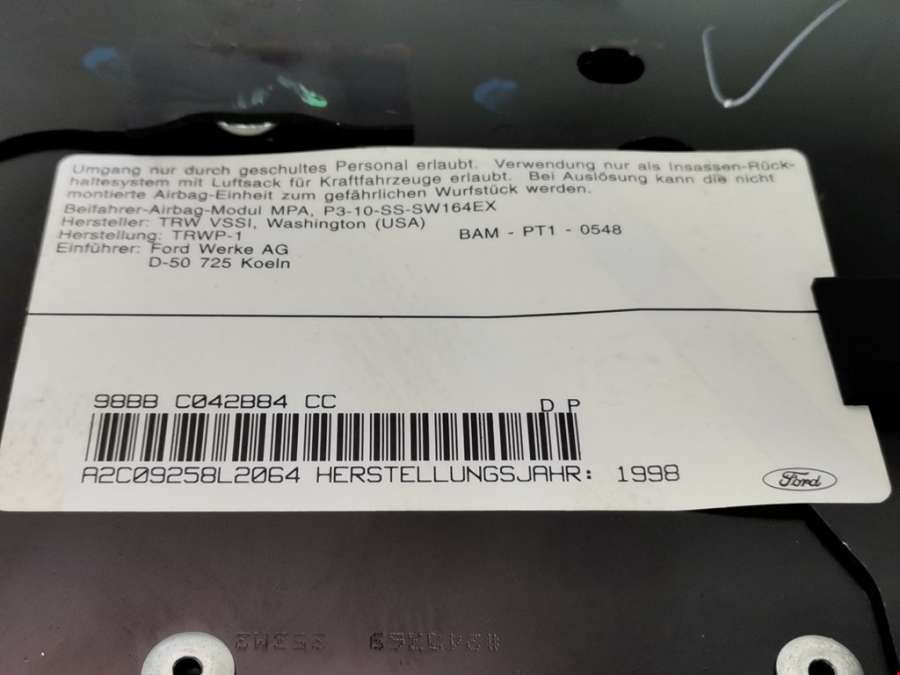 Umgang nur durch geschultes Personal erlaubt. Verwendung nur als Insassen-Rück-
haltesystem mit Luftsack für Kraftfahrzeuge erlaubt. Bei Auslösung kann die nicht
montierte Airbag-Einheit zum gefährlichen Wurfstück werden.
Beifahrer-Airbag-Modul MPA, P3-10-SS-SW164EX
Hersteller: TRW VSSI, Washington (USA)
Herstellung: TRWP-1 BAM - PT1 - 0548
Einführer: Ford Werke AG
D-50 725 Koeln
98BB C042B84 CC D P
A2C09258L2064 HERSTELLUNGSJAHR: 1998
Ford